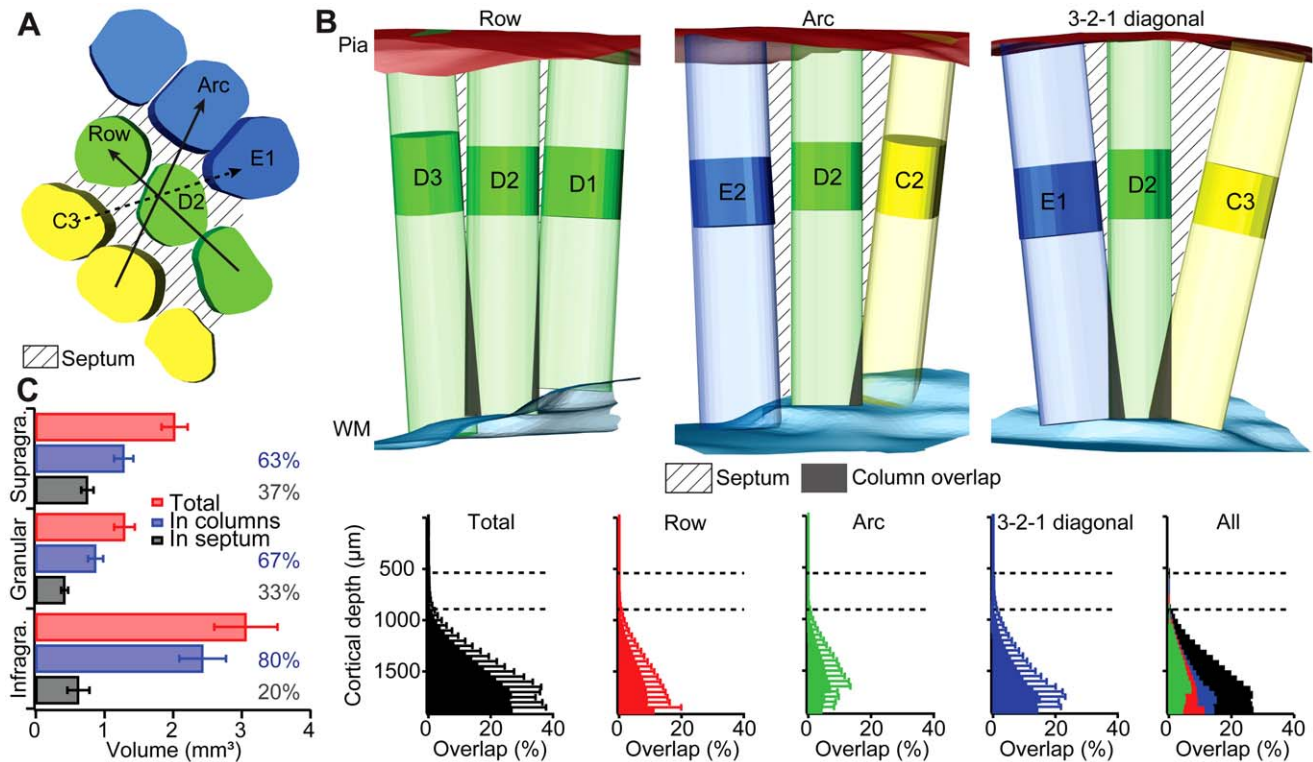 A
Arc
Row
E1
D2
C3
Septum
B
Row
Arc
3-2-1 diagonal
Pia
D3
D2
D1
E2
D2
C2
E1
D2
C3
WM
Septum
Column overlap
C
Supragra.
Granular
Infragra.
63%
37%
Total
In columns
In septum
67%
33%
80%
20%
0
1
2
3
4
Volume (mm³)
Cortical depth (µm)
500
1000
1500
Total
Row
Arc
3-2-1 diagonal
All
0 20 40
0 20 40
0 20 40
0 20 40
0 20 40
Overlap (%)
Overlap (%)
Overlap (%)
Overlap (%)
Overlap (%)